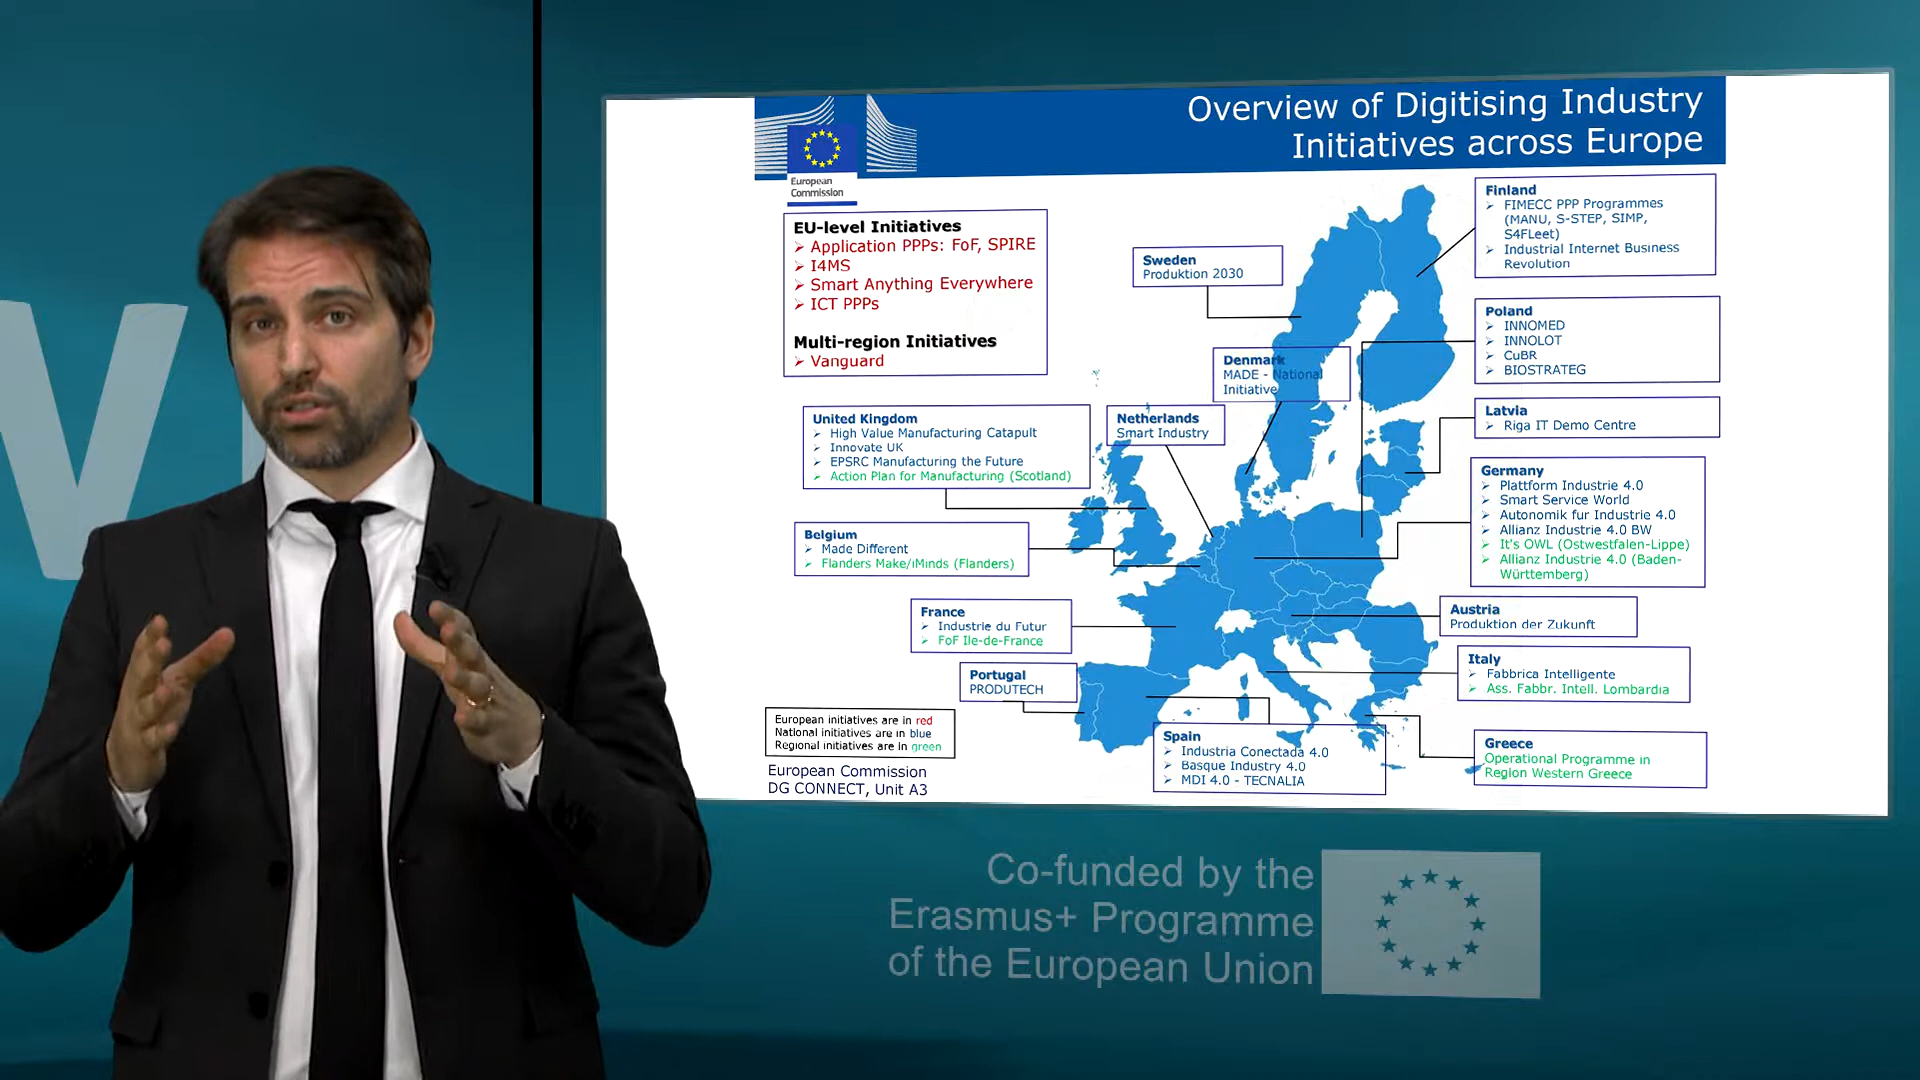 Overview of Digitising Industry
Initiatives across Europe
European
Commission
EU-level Initiatives
Application PPPs: FoF, SPIRE
I4MS
Smart Anything Everywhere
ICT PPPs
Multi-region Initiatives
Vanguard
Sweden
Produktion 2030
Finland
FIMECC PPP Programmes
(MANU, S-STEP, SIMP,
S4FLeet)
Industrial Internet Business
Revolution
Denmark
MADE - National
Initiative
Poland
INNOMED
INNOLOT
CuBR
BIOSTRATEG
United Kingdom
High Value Manufacturing Catapult
Innovate UK
EPSRC Manufacturing the Future
Action Plan for Manufacturing (Scotland)
Netherlands
Smart Industry
Latvia
Riga IT Demo Centre
Germany
Plattform Industrie 4.0
Smart Service World
Autonomik fur Industrie 4.0
Allianz Industrie 4.0 BW
It's OWL (Ostwestfalen-Lippe)
Allianz Industrie 4.0 (Baden-
Württemberg)
Belgium
Made Different
Flanders Make/iMinds (Flanders)
France
Industrie du Futur
FoF Ile-de-France
Austria
Produktion der Zukunft
Portugal
PRODUTECH
Italy
Fabbrica Intelligente
Ass. Fabbr. Intell. Lombardia
Spain
Industria Conectada 4.0
Basque Industry 4.0
MDI 4.0 - TECNALIA
Greece
Operational Programme in
Region Western Greece
European initiatives are in red
National initiatives are in blue
Regional initiatives are in green
European Commission
DG CONNECT, Unit A3
Co-funded by the
Erasmus+ Programme
of the European Union